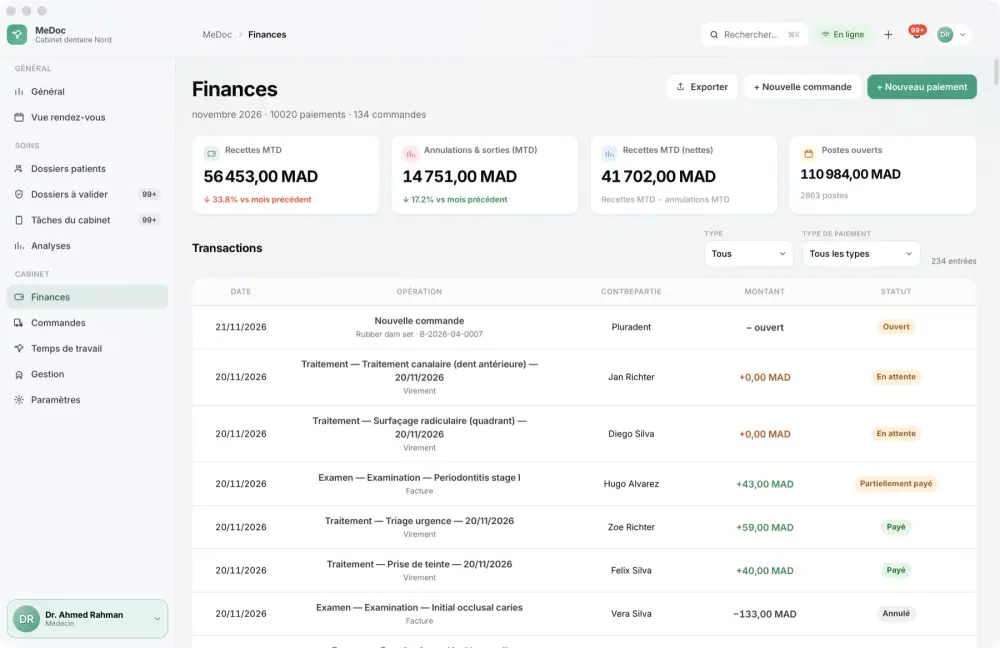 MeDoc
Cabinet dentaire Nord
MeDoc › Finances
Rechercher... ⌘K
En ligne
99+
DR
GÉNÉRAL
Général
Vue rendez-vous
SOINS
Dossiers patients
Dossiers à valider 99+
Tâches du cabinet 99+
Analyses
CABINET
Finances
Commandes
Temps de travail
Gestion
Paramètres
DR
Dr. Ahmed Rahman
Médecin
Finances
novembre 2026 · 10020 paiements · 134 commandes
Exporter
+ Nouvelle commande
+ Nouveau paiement
Recettes MTD
56 453,00 MAD
↓ 33.8% vs mois précédent
Annulations & sorties (MTD)
14 751,00 MAD
↓ 17.2% vs mois précédent
Recettes MTD (nettes)
41 702,00 MAD
Recettes MTD − annulations MTD
Postes ouverts
110 984,00 MAD
2863 postes
Transactions
TYPE
Tous
TYPE DE PAIEMENT
Tous les types
234 entrées
DATE OPÉRATION CONTREPARTIE MONTANT STATUT
21/11/2026 Nouvelle commande Pluradent – ouvert Ouvert
Rubber dam set · B-2026-04-0007
Traitement — Traitement canalaire (dent antérieure) —
20/11/2026 20/11/2026 Jan Richter +0,00 MAD En attente
Virement
Traitement — Surfaçage radiculaire (quadrant) —
20/11/2026 20/11/2026 Diego Silva +0,00 MAD En attente
Virement
20/11/2026 Examen — Examination — Periodontitis stage I Hugo Alvarez +43,00 MAD Partiellement payé
Facture
20/11/2026 Traitement — Triage urgence — 20/11/2026 Zoe Richter +59,00 MAD Payé
Virement
20/11/2026 Traitement — Prise de teinte — 20/11/2026 Felix Silva +40,00 MAD Payé
Virement
20/11/2026 Examen — Examination — Initial occlusal caries Vera Silva −133,00 MAD Annulé
Facture